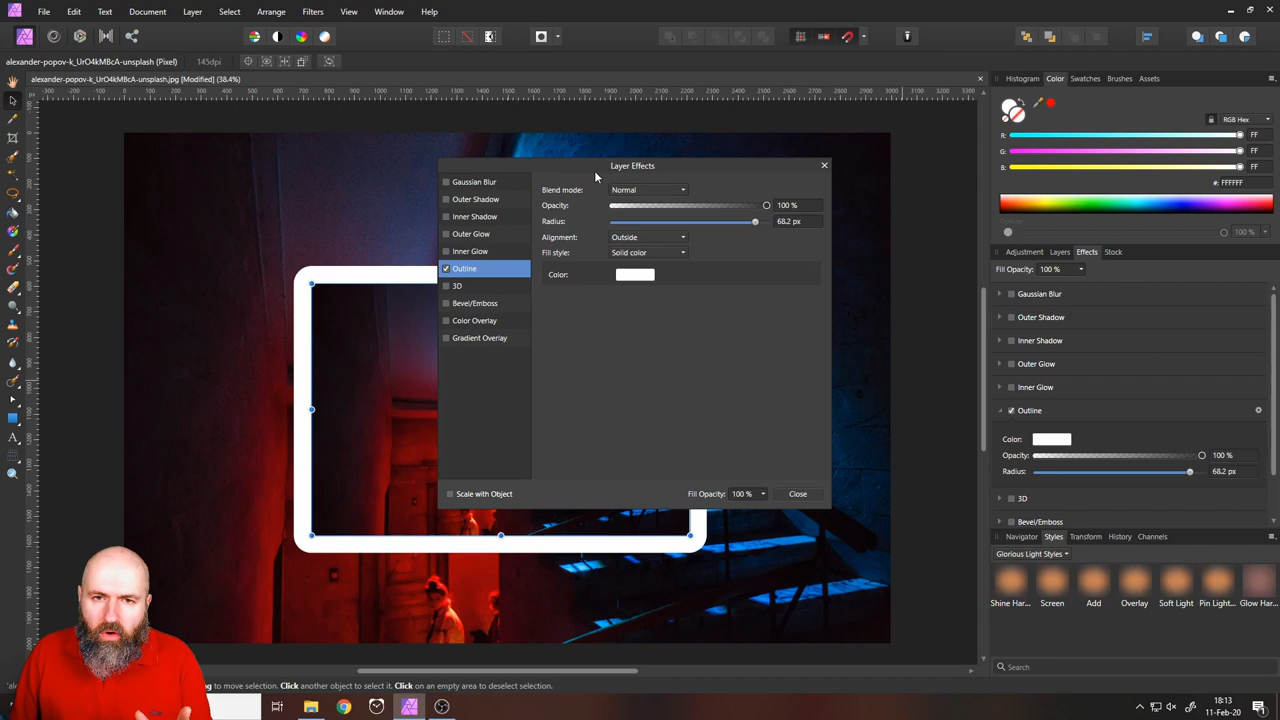 File Edit Text Document Layer Select Arrange Filters View Window Help
alexander-popov-k_UrO4kMBcA-unsplash (Pixel) 145dpi
alexander-popov-k_UrO4kMBcA-unsplash.jpg [Modified] (38.4%)
Histogram Color Swatches Brushes Assets
RGB Hex
R: FF
G: FF
B: FF
#: FFFFFF
Opacity 100 %
Adjustment Layers Effects Stock
Fill Opacity: 100 %
Gaussian Blur
Outer Shadow
Inner Shadow
Outer Glow
Inner Glow
Outline
Color:
Opacity: 100 %
Radius: 68.2 px
3D
Bevel/Emboss
Navigator Styles Transform History Channels
Glorious Light Styles
Shine Har... Screen Add Overlay Soft Light Pin Light... Glow Har...
Search
Layer Effects
Gaussian Blur
Outer Shadow
Inner Shadow
Outer Glow
Inner Glow
Outline
3D
Bevel/Emboss
Color Overlay
Gradient Overlay
Blend mode: Normal
Opacity: 100 %
Radius: 68.2 px
Alignment: Outside
Fill style: Solid color
Color:
Scale with Object Fill Opacity: 100 % Close
to move selection. Click another object to select it. Click on an empty area to deselect selection.
18:13
11-Feb-20